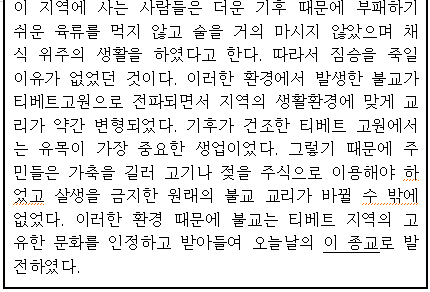 이 지역에 사는 사람들은 더운 기후 때문에 부패하기
쉬운 육류를 먹지 않고 술을 거의 마시지 않았으며 채
식 위주의 생활을 하였다고 한다. 따라서 짐승을 죽일
이유가 없었던 것이다. 이러한 환경에서 발생한 불교가
티베트고원으로 전파되면서 지역의 생활환경에 맞게 교
리가 약간 변형되었다. 기후가 건조한 티베트 고원에서
는 유목이 가장 중요한 생업이었다. 그렇기 때문에 주
민들은 가축을 길러 고기나 젖을 주식으로 이용해야 하
였고 살생을 금지한 원래의 불교 교리가 바뀔 수 밖에
없었다. 이러한 환경 때문에 불교는 티베트 지역의 고
유한 문화를 인정하고 받아들여 오늘날의 이 종교로 발
전하였다.